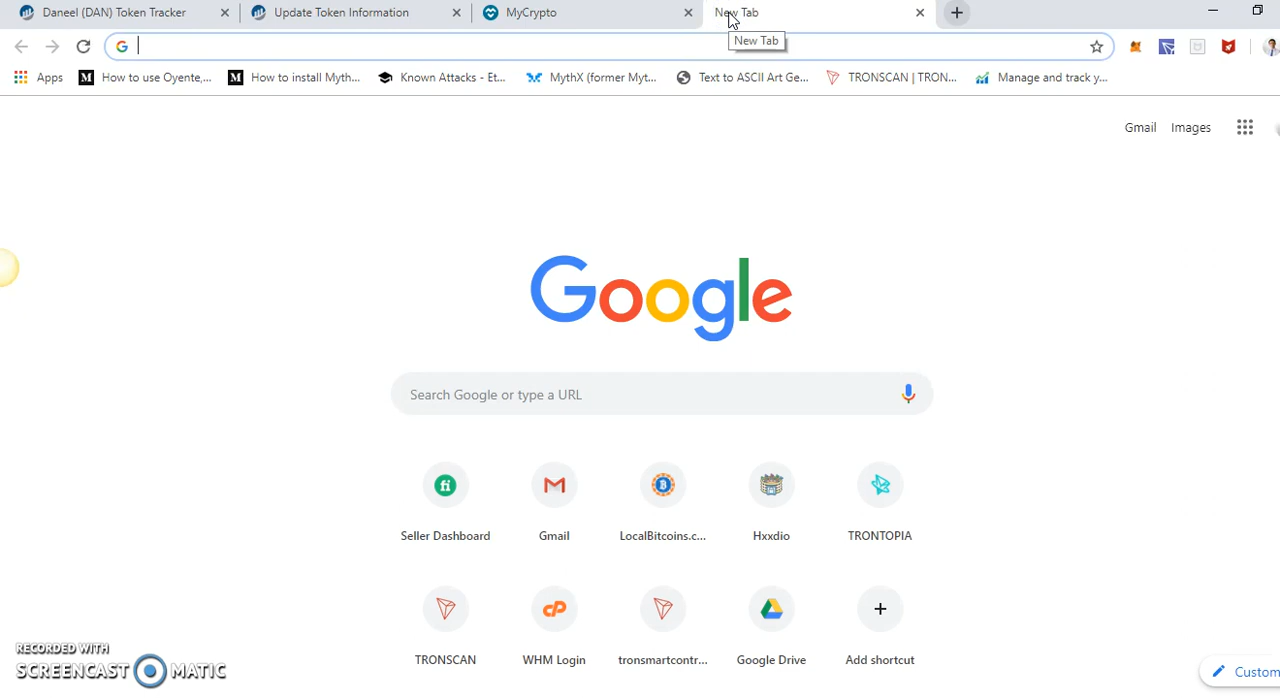 Daneel (DAN) Token Tracker
Update Token Information
MyCrypto
New Tab
New Tab
Apps
How to use Oyente,...
How to install Myth...
Known Attacks - Et...
MythX (former Myt...
Text to ASCII Art Ge...
TRONSCAN | TRON...
Manage and track y...
Gmail
Images
Google
Search Google or type a URL
Seller Dashboard
Gmail
LocalBitcoins.c...
Hxxdio
TRONTOPIA
TRONSCAN
WHM Login
tronsmartcontr...
Google Drive
Add shortcut
RECORDED WITH
SCREENCAST MATIC
Custom